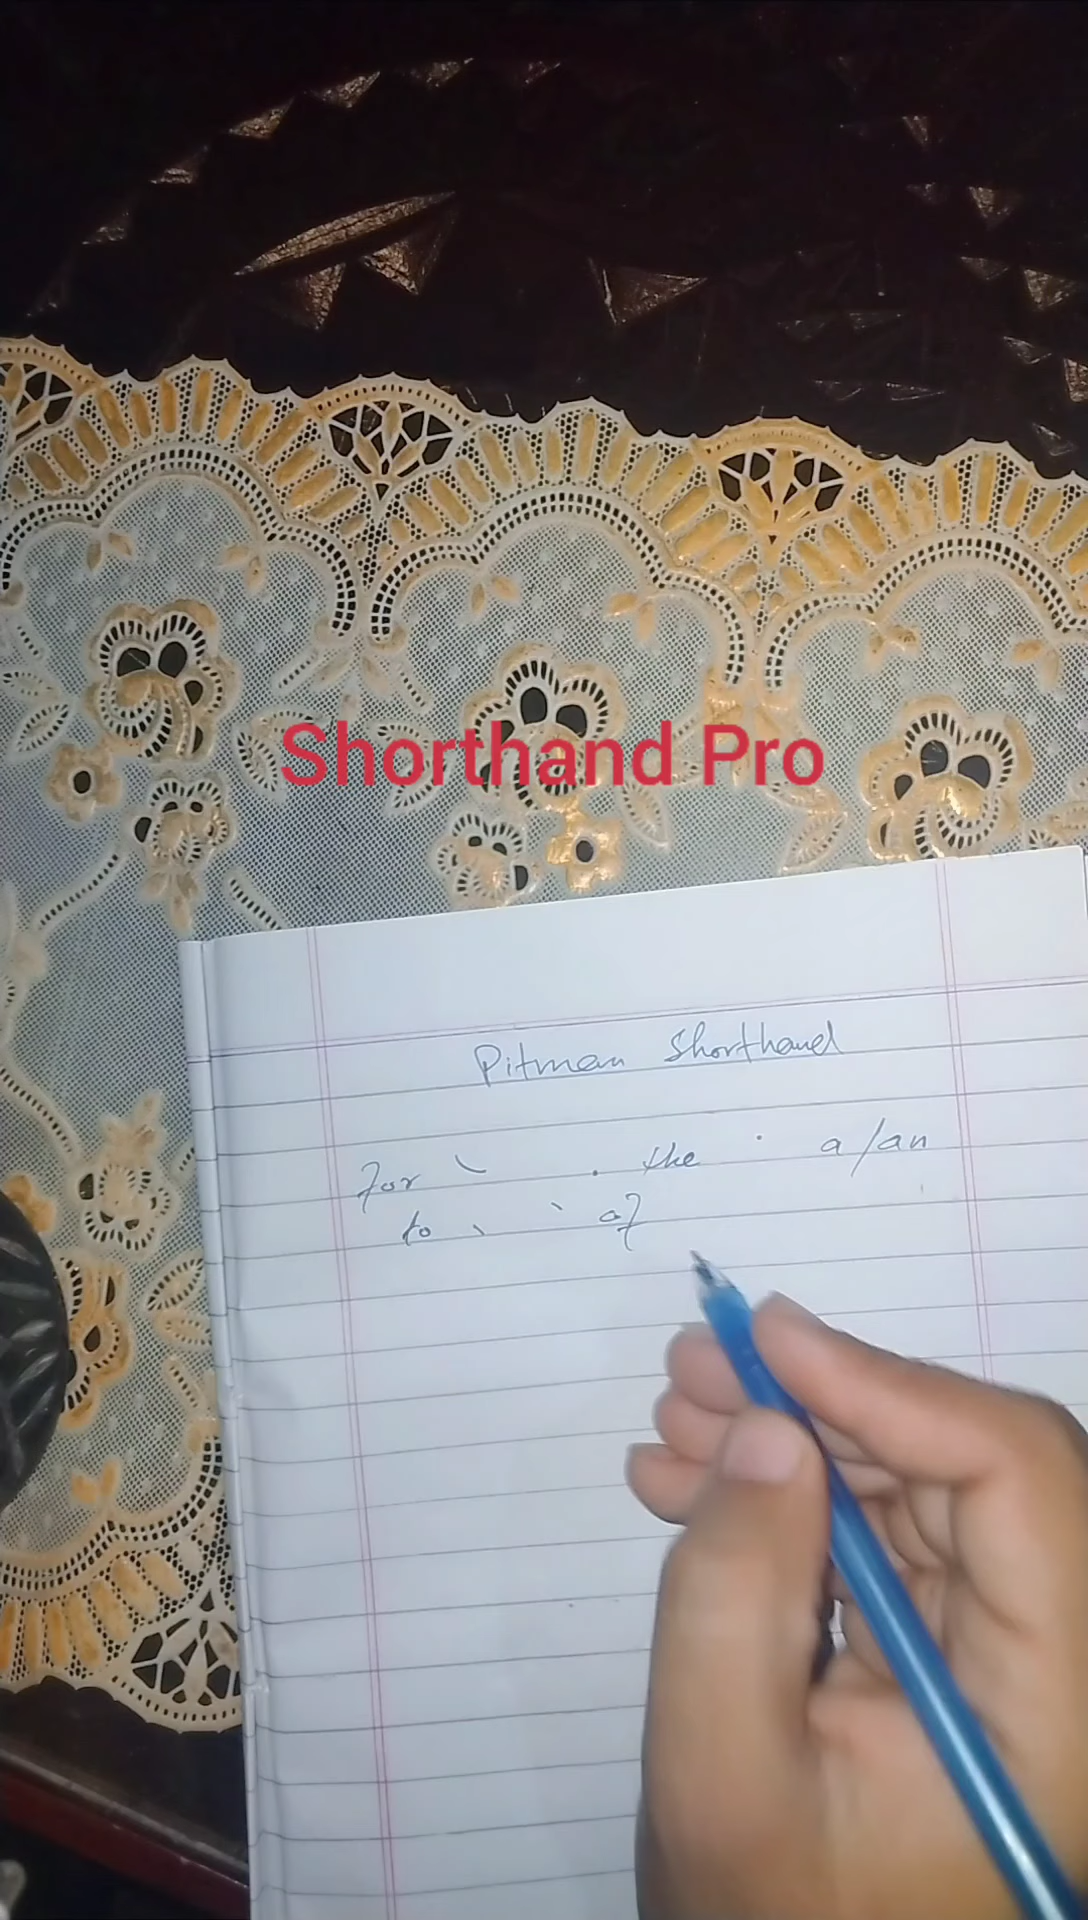 Shorthand Pro
Pitman Shorthand
for the a/an
to of